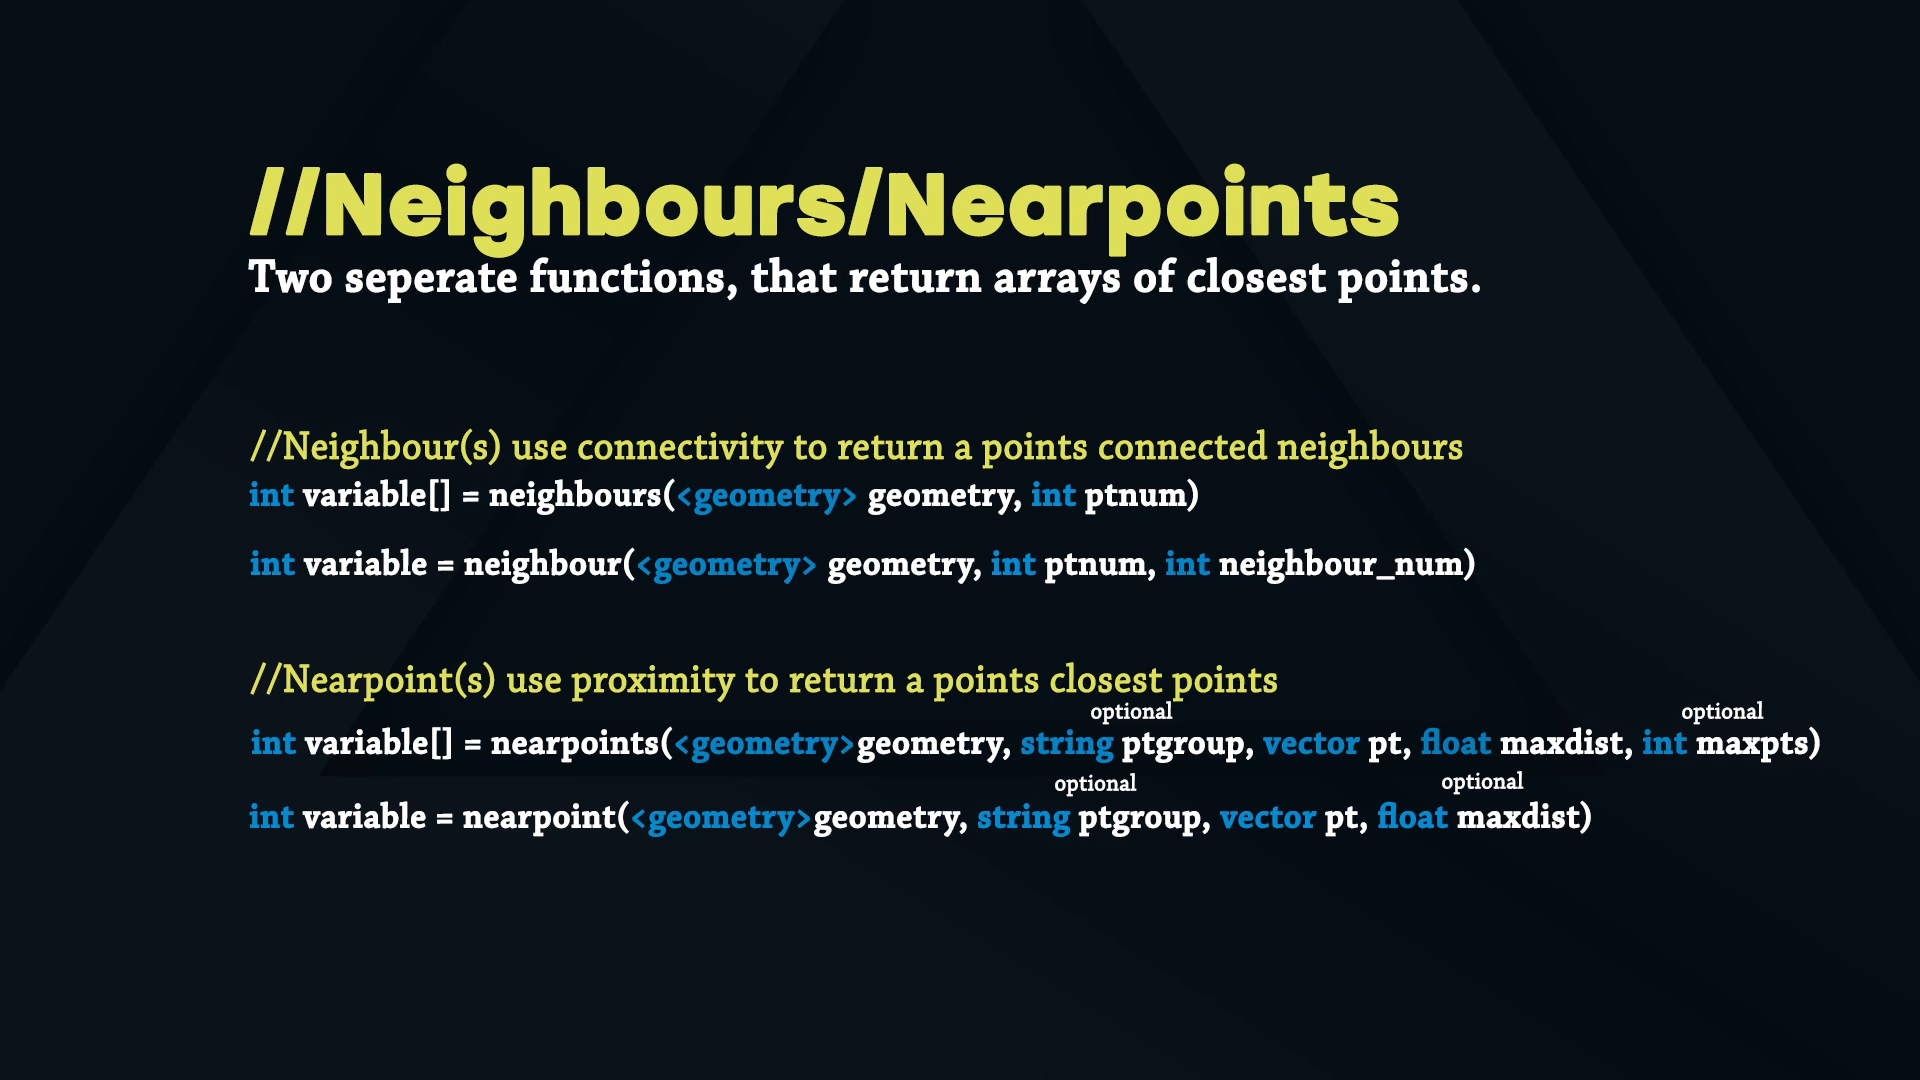 //Neighbours/Nearpoints
Two seperate functions, that return arrays of closest points.
//Neighbour(s) use connectivity to return a points connected neighbours
int variable[] = neighbours(<geometry> geometry, int ptnum)
int variable = neighbour(<geometry> geometry, int ptnum, int neighbour_num)
//Nearpoint(s) use proximity to return a points closest points
optional optional
int variable[] = nearpoints(<geometry>geometry, string ptgroup, vector pt, float maxdist, int maxpts)
optional optional
int variable = nearpoint(<geometry>geometry, string ptgroup, vector pt, float maxdist)